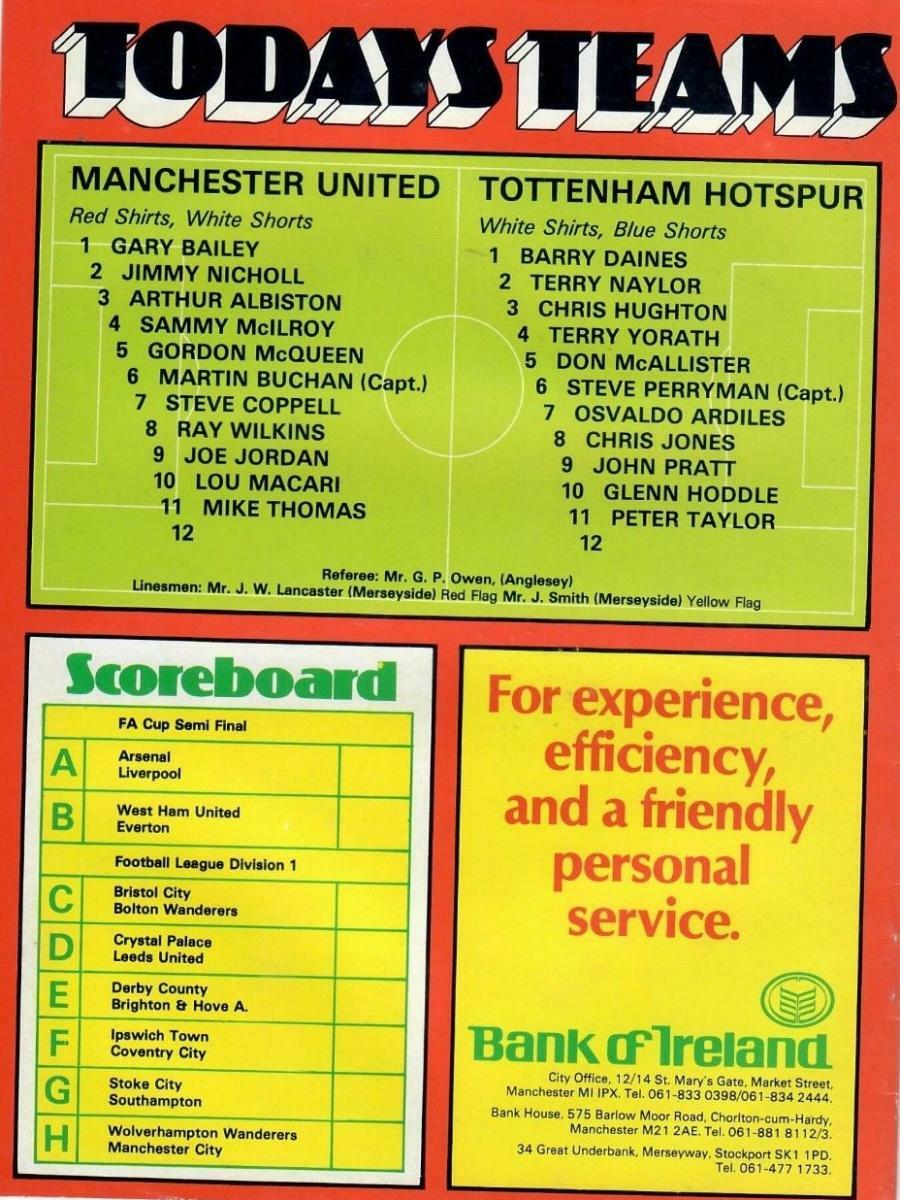 TODAYS TEAMS
MANCHESTER UNITED
Red Shirts, White Shorts
1 GARY BAILEY
2 JIMMY NICHOLL
3 ARTHUR ALBISTON
4 SAMMY McILROY
5 GORDON McQUEEN
6 MARTIN BUCHAN (Capt.)
7 STEVE COPPELL
8 RAY WILKINS
9 JOE JORDAN
10 LOU MACARI
11 MIKE THOMAS
12
TOTTENHAM HOTSPUR
White Shirts, Blue Shorts
1 BARRY DAINES
2 TERRY NAYLOR
3 CHRIS HUGHTON
4 TERRY YORATH
5 DON McALLISTER
6 STEVE PERRYMAN (Capt.)
7 OSVALDO ARDILES
8 CHRIS JONES
9 JOHN PRATT
10 GLENN HODDLE
11 PETER TAYLOR
12
Referee: Mr. G. P. Owen, (Anglesey)
Linesmen: Mr. J. W. Lancaster (Merseyside) Red Flag Mr. J. Smith (Merseyside) Yellow Flag
Scoreboard
FA Cup Semi Final
A
Arsenal
Liverpool
B
West Ham United
Everton
Football League Division 1
C
Bristol City
Bolton Wanderers
D
Crystal Palace
Leeds United
E
Derby County
Brighton & Hove A.
F
Ipswich Town
Coventry City
G
Stoke City
Southampton
H
Wolverhampton Wanderers
Manchester City
For experience,
efficiency,
and a friendly
personal
service.
Bank of Ireland
City Office, 12/14 St. Mary's Gate, Market Street,
Manchester MI IPX. Tel. 061-833 0398/061-834 2444.
Bank House, 575 Barlow Moor Road, Chorlton-cum-Hardy,
Manchester M21 2AE. Tel. 061-881 8112/3.
34 Great Underbank, Merseyway, Stockport SK1 1PD.
Tel. 061-477 1733.